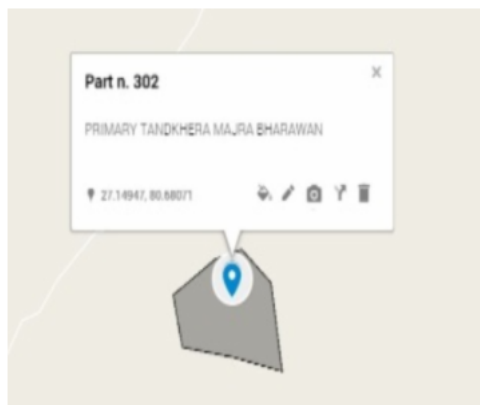 Part n. 302
PRIMARY TANDKHERA MAJRA BHARAWAN
27.14947, 80.68071